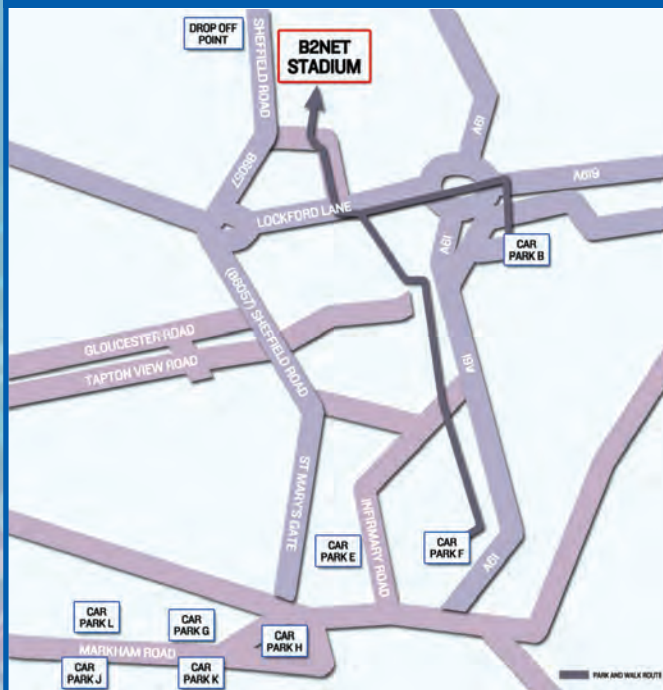 DROP OFF
POINT
SHEFFIELD ROAD
B2NET
STADIUM
A61
B6057
A619
LOCKFORD LANE
A61
CAR
PARK B
(B6057) SHEFFIELD ROAD
GLOUCESTER ROAD
TAPTON VIEW ROAD
A61
ST MARY'S GATE
INFIRMARY ROAD
CAR
PARK E
CAR
PARK F
A61
CAR
PARK L
CAR
PARK G
CAR
PARK H
MARKHAM ROAD
CAR
PARK J
CAR
PARK K
PARK AND WALK ROUTE